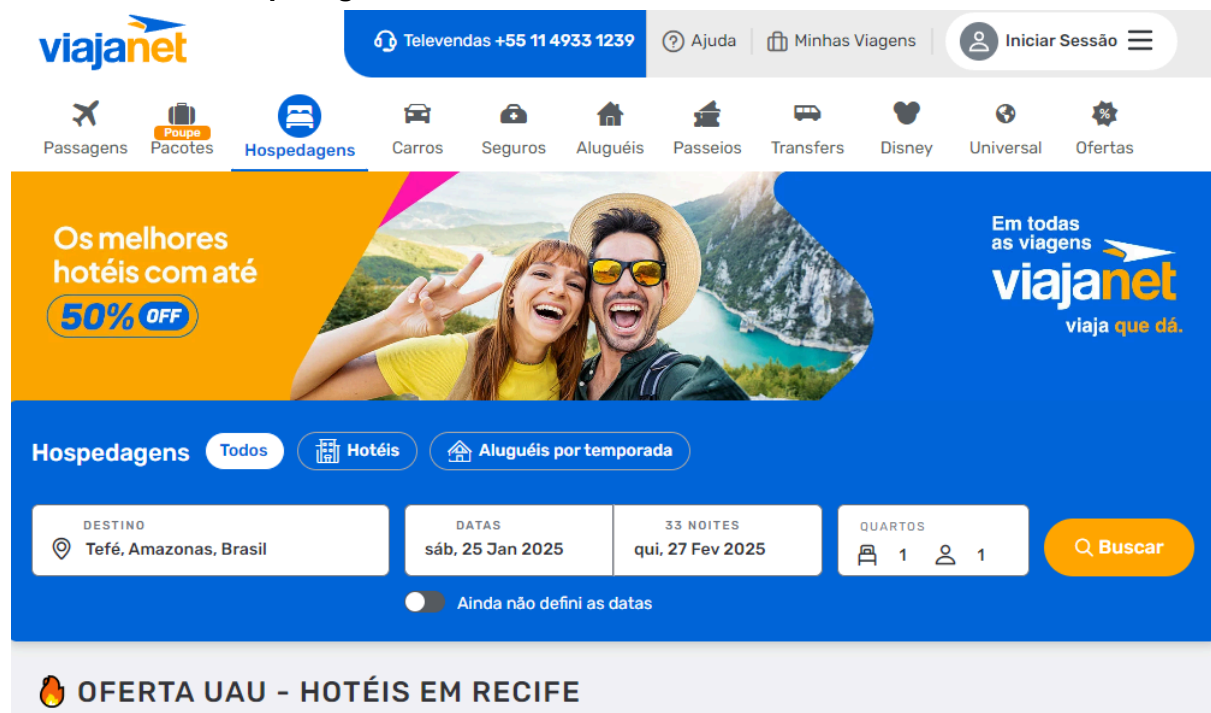 viajanet
Televendas +55 11 4933 1239
Ajuda
Minhas Viagens
Iniciar Sessão
Passagens
Poupe
Pacotes
Hospedagens
Carros
Seguros
Aluguéis
Passeios
Transfers
Disney
Universal
%
Ofertas
Os melhores
hotéis com até
50% OFF
Em todas
as viagens
viajanet
viaja que dá.
Hospedagens
Todos
Hotéis
Aluguéis por temporada
DESTINO
Tefé, Amazonas, Brasil
DATAS
sáb, 25 Jan 2025
33 NOITES
qui, 27 Fev 2025
QUARTOS
1 1
Buscar
Ainda não defini as datas
OFERTA UAU - HOTÉIS EM RECIFE